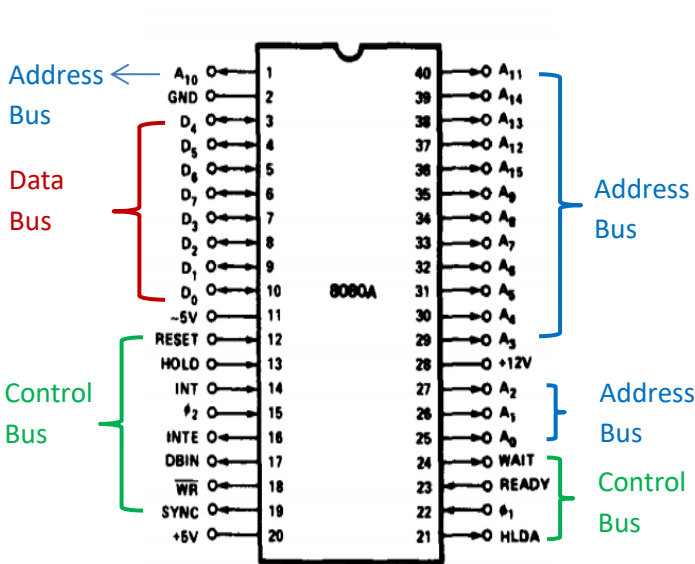 Address
Bus
A10 1 40 A11
GND 2 39 A14
D4 3 38 A13
D5 4 37 A12
D6 5 36 A15
D7 6 35 A9
D3 7 34 A8
D2 8 33 A7
D1 9 32 A6
D0 10 8080A 31 A5
~5V 11 30 A4
RESET 12 29 A3
HOLD 13 28 +12V
INT 14 27 A2
ϕ2 15 26 A1
INTE 16 25 A0
DBIN 17 24 WAIT
W̅R̅ 18 23 READY
SYNC 19 22 ϕ1
+5V 20 21 HLDA
Data
Bus
Control
Bus
Address
Bus
Address
Bus
Control
Bus